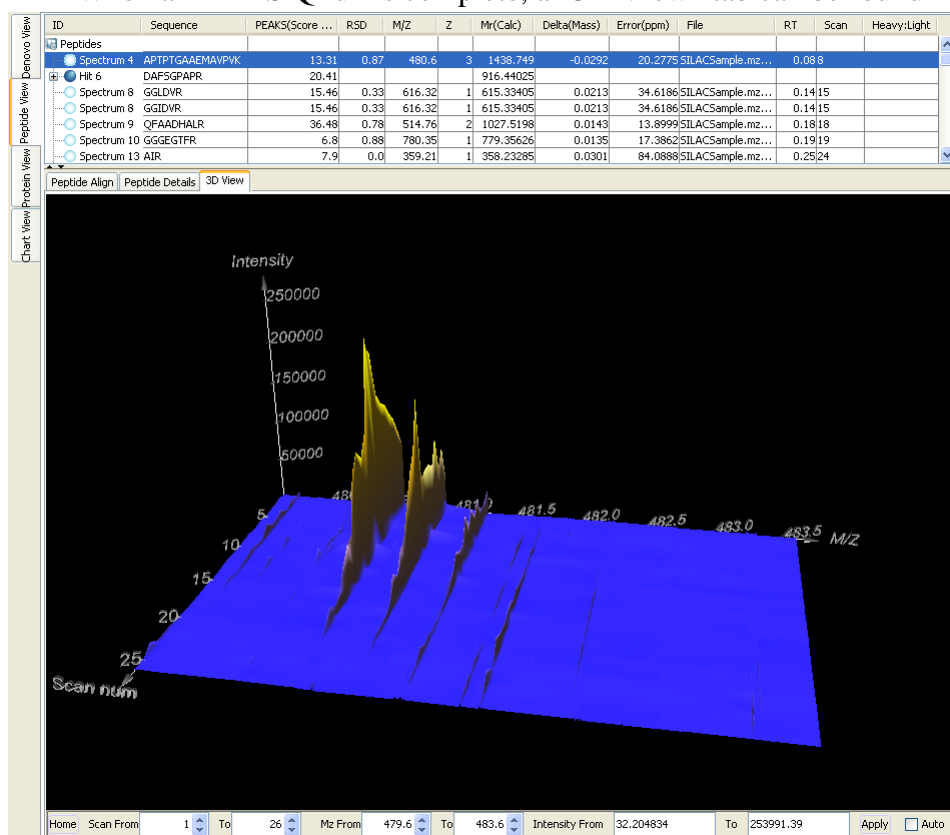 ID Sequence PEAKS(Score ... RSD M/Z Z Mr(Calc) Delta(Mass) Error(ppm) File RT Scan Heavy:Light
Peptides
Spectrum 4 APTPTGAAEMAVPVK 13.31 0.87 480.6 3 1438.749 -0.0292 20.2775 SILACSample.mz... 0.08 8
Hit 6 DAFSGPAPR 20.41 916.44025
Spectrum 8 GGLDVR 15.46 0.33 616.32 1 615.33405 0.0213 34.6186 SILACSample.mz... 0.14 15
Spectrum 8 GGIDVR 15.46 0.33 616.32 1 615.33405 0.0213 34.6186 SILACSample.mz... 0.14 15
Spectrum 9 QFAADHALR 36.48 0.78 514.76 2 1027.5198 0.0143 13.8999 SILACSample.mz... 0.18 18
Spectrum 10 GGGEGTFR 6.8 0.88 780.35 1 779.35626 0.0135 17.3862 SILACSample.mz... 0.19 19
Spectrum 13 AIR 7.9 0.0 359.21 1 358.23285 0.0301 84.0888 SILACSample.mz... 0.25 24
Denovo View
Peptide View
Protein View
Chart View
Peptide Align Peptide Details 3D View
Intensity
250000
200000
150000
100000
50000
481.0 481.5 482.0 482.5 483.0 483.5 M/Z
5
10
15
20
25
Scan num
Home Scan From 1 To 26 Mz From 479.6 To 483.6 Intensity From 32.204834 To 253991.39 Apply Auto